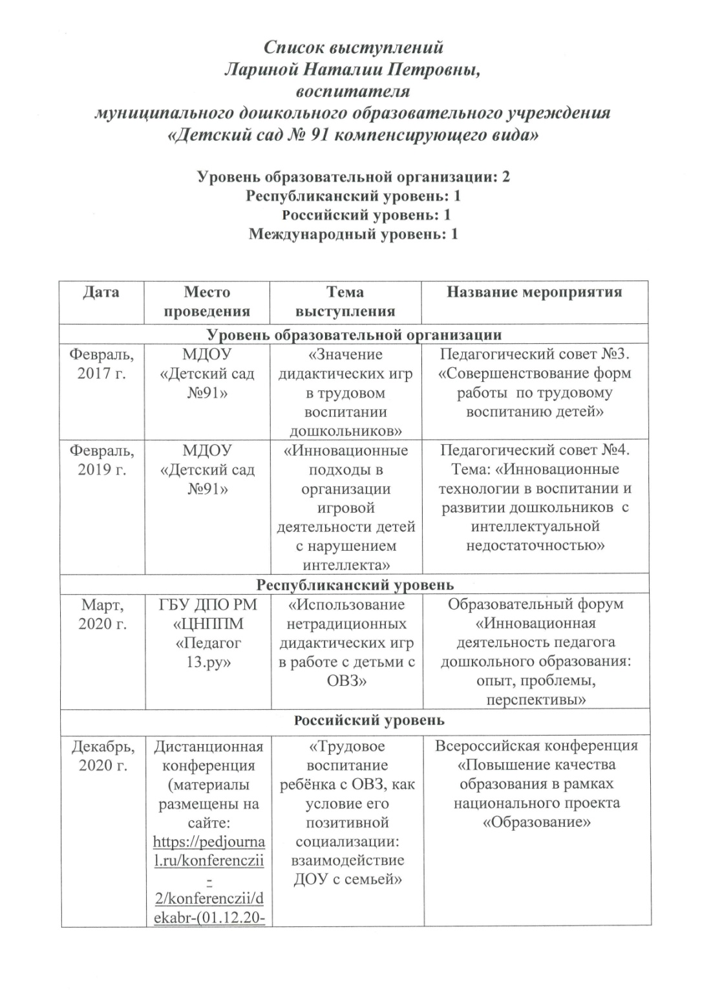 Список выступлений
Лариной Наталии Петровны,
воспитателя
муниципального дошкольного образовательного учреждения
«Детский сад № 91 компенсирующего вида»
Уровень образовательной организации: 2
Республиканский уровень: 1
Российский уровень: 1
Международный уровень: 1
Дата
Место
проведения
Тема
выступления
Название мероприятия
Уровень образовательной организации
Февраль,
2017 г.
МДОУ
«Детский сад
№91»
«Значение
дидактических игр
в трудовом
воспитании
дошкольников»
Педагогический совет №3.
«Совершенствование форм
работы по трудовому
воспитанию детей»
Февраль,
2019 г.
МДОУ
«Детский сад
№91»
«Инновационные
подходы в
организации
игровой
деятельности детей
с нарушением
интеллекта»
Педагогический совет №4.
Тема: «Инновационные
технологии в воспитании и
развитии дошкольников с
интеллектуальной
недостаточностью»
Республиканский уровень
Март,
2020 г.
ГБУ ДПО РМ
«ЦНППМ
«Педагог
13.ру»
«Использование
нетрадиционных
дидактических игр
в работе с детьми с
ОВЗ»
Образовательный форум
«Инновационная
деятельность педагога
дошкольного образования:
опыт, проблемы,
перспективы»
Российский уровень
Декабрь,
2020 г.
Дистанционная
конференция
(материалы
размещены на
сайте:
https://pedjourna
l.ru/konferenczii
-
2/konferenczii/d
ekabr-(01.12.20-
«Трудовое
воспитание
ребёнка с ОВЗ, как
условие его
позитивной
социализации:
взаимодействие
ДОУ с семьей»
Всероссийская конференция
«Повышение качества
образования в рамках
национального проекта
«Образование»